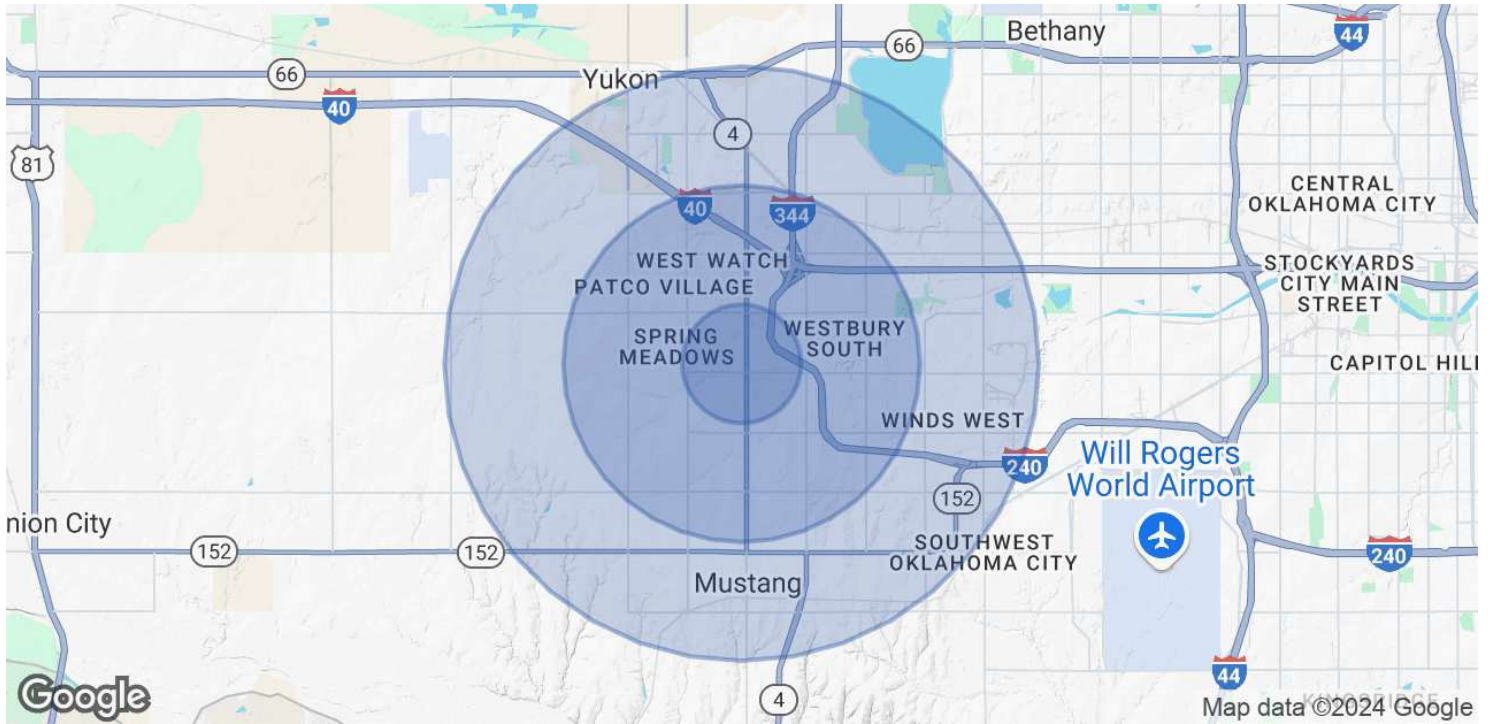 Bethany
44
66
66
Yukon
40
4
81
CENTRAL
OKLAHOMA CITY
40
344
WEST WATCH
PATCO VILLAGE
STOCKYARDS
CITY MAIN
STREET
SPRING
MEADOWS
WESTBURY
SOUTH
CAPITOL HILL
WINDS WEST
Will Rogers
World Airport
240
152
nion City
152
152
SOUTHWEST
OKLAHOMA CITY
240
Mustang
44
4
Google
Map data ©2024 Google